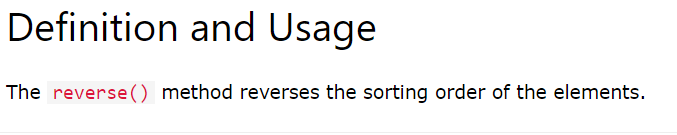 Definition and Usage
The reverse() method reverses the sorting order of the elements.